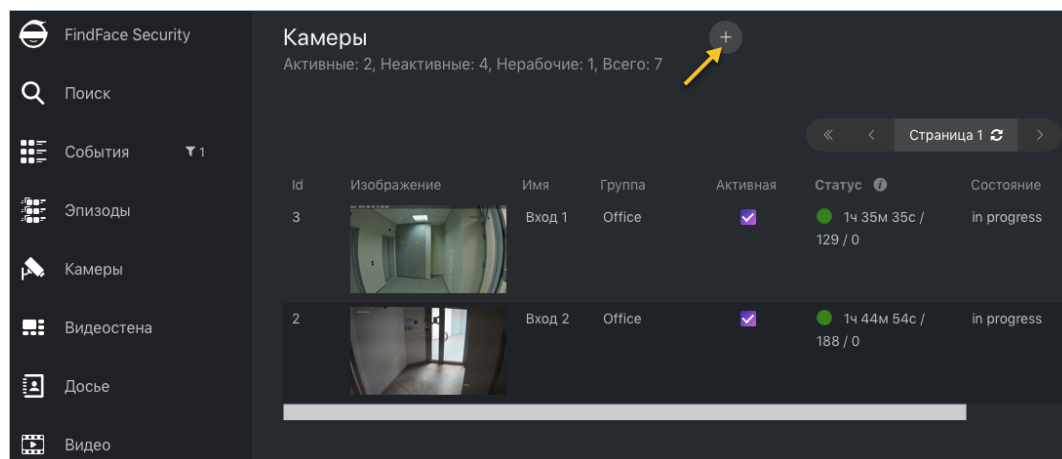 FindFace Security
Поиск
События 1
Эпизоды
Камеры
Видеостена
Досье
Видео
Камеры
Активные: 2, Неактивные: 4, Нерабочие: 1, Всего: 7
Страница 1
Id Изображение Имя Группа Активная Статус Состояние
3 Вход 1 Office 1ч 35м 35с / in progress
129 / 0
2 Вход 2 Office 1ч 44м 54с / in progress
188 / 0